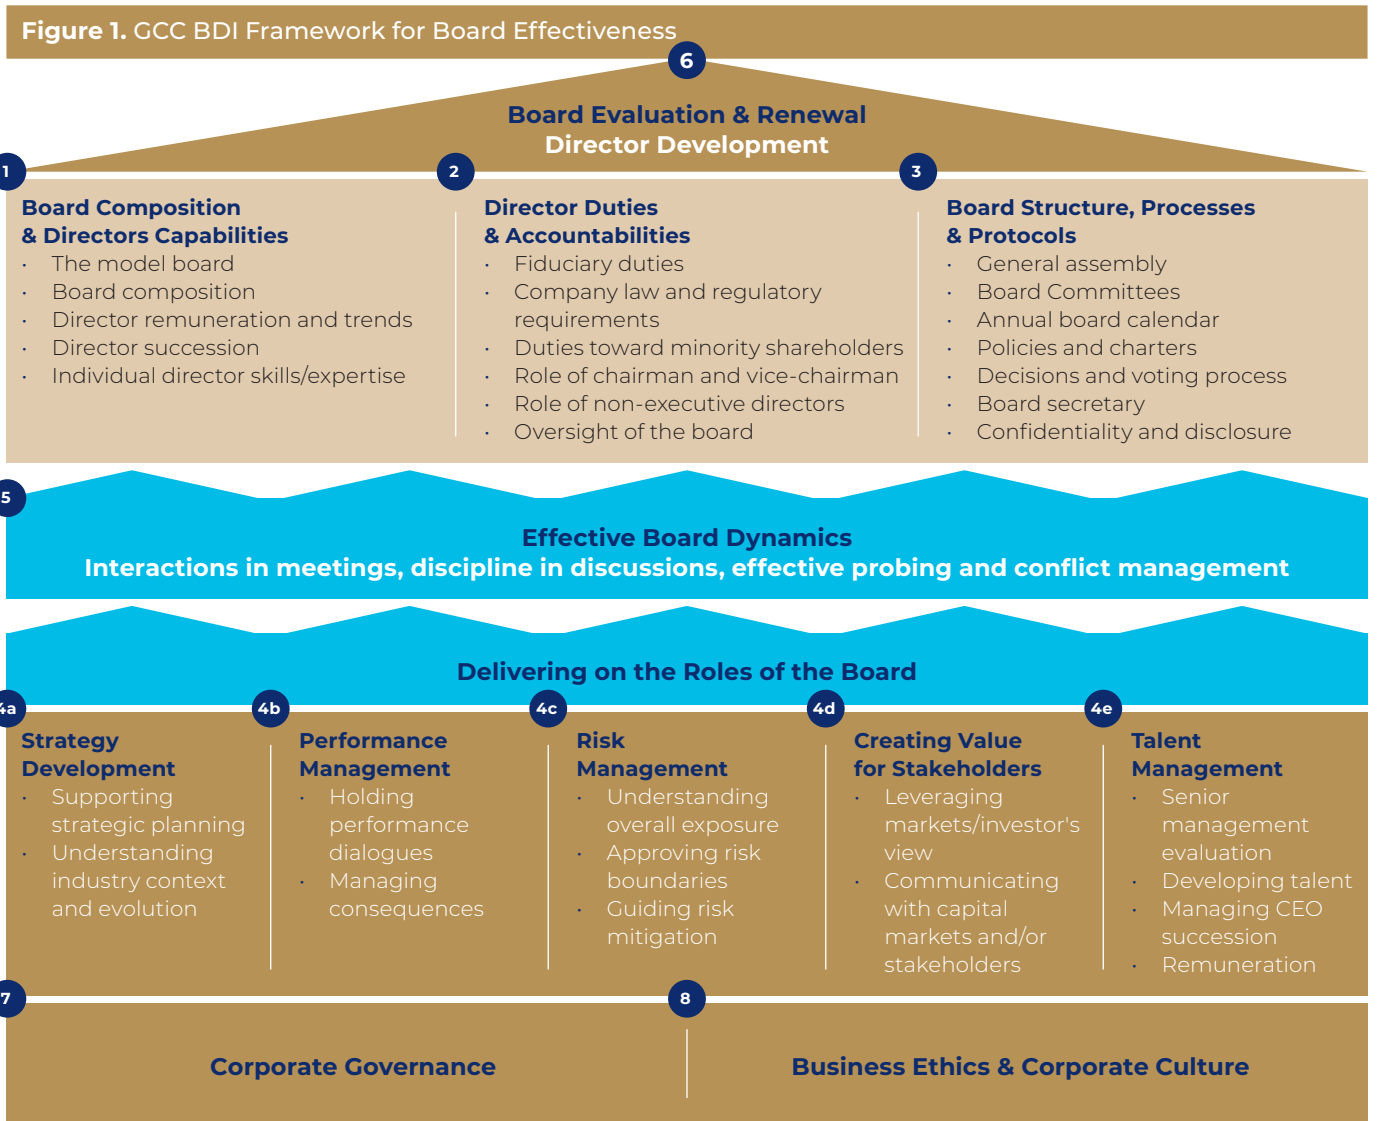 Figure 1. GCC BDI Framework for Board Effectiveness
6
Board Evaluation & Renewal
Director Development
1
Board Composition
& Directors Capabilities
· The model board
· Board composition
· Director remuneration and trends
· Director succession
· Individual director skills/expertise
2
Director Duties
& Accountabilities
· Fiduciary duties
· Company law and regulatory
requirements
· Duties toward minority shareholders
· Role of chairman and vice-chairman
· Role of non-executive directors
· Oversight of the board
3
Board Structure, Processes
& Protocols
· General assembly
· Board Committees
· Annual board calendar
· Policies and charters
· Decisions and voting process
· Board secretary
· Confidentiality and disclosure
5
Effective Board Dynamics
Interactions in meetings, discipline in discussions, effective probing and conflict management
Delivering on the Roles of the Board
4a
Strategy
Development
· Supporting
strategic planning
· Understanding
industry context
and evolution
4b
Performance
Management
· Holding
performance
dialogues
· Managing
consequences
4c
Risk
Management
· Understanding
overall exposure
· Approving risk
boundaries
· Guiding risk
mitigation
4d
Creating Value
for Stakeholders
· Leveraging
markets/investor's
view
· Communicating
with capital
markets and/or
stakeholders
4e
Talent
Management
· Senior
management
evaluation
· Developing talent
· Managing CEO
succession
· Remuneration
7
Corporate Governance
8
Business Ethics & Corporate Culture